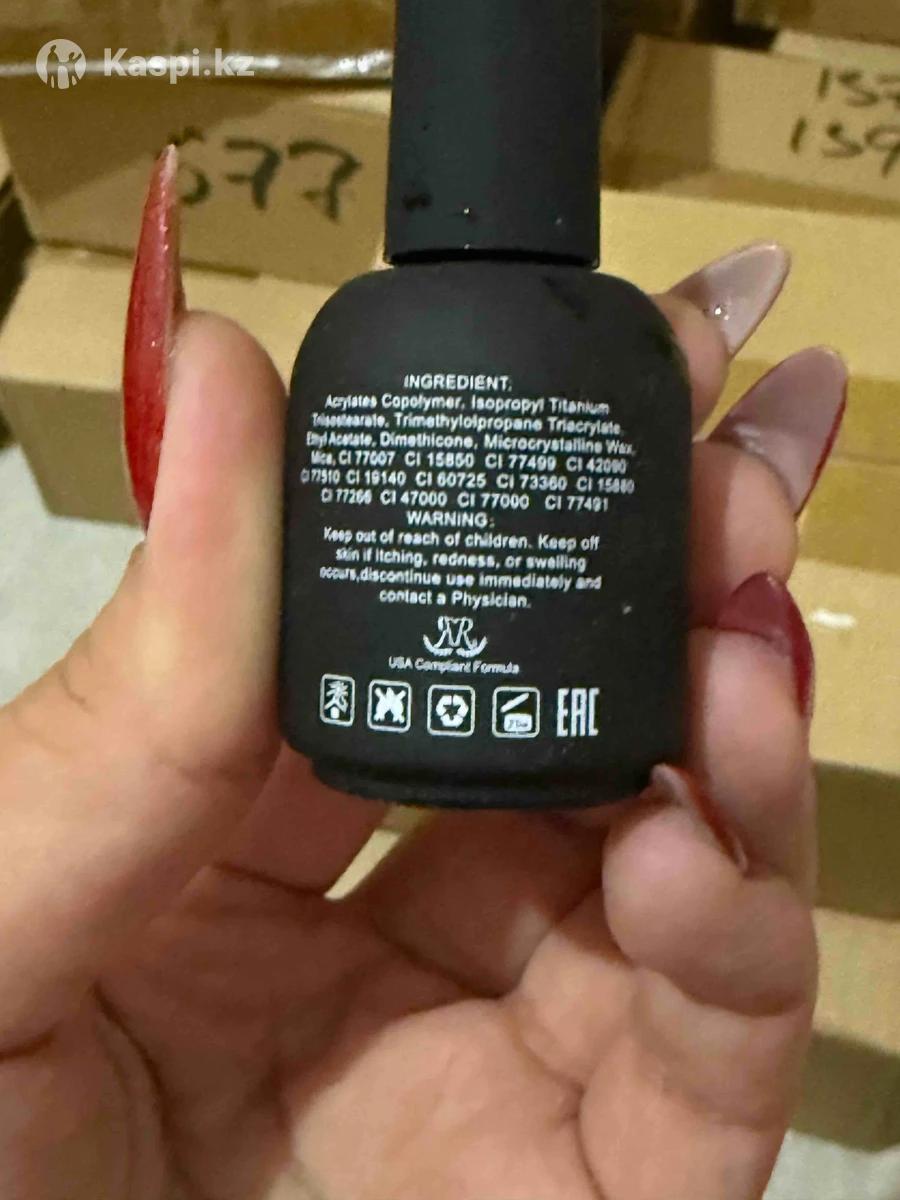 Kaspi.kz
677
INGREDIENT:
Acrylates Copolymer, Isopropyl Titanium
Triisostearate, Trimethylolpropane Triacrylate,
Ethyl Acetate, Dimethicone, Microcrystalline Wax,
Mica, CI 77007 CI 15850 CI 77499 CI 42090
CI 77510 CI 19140 CI 60725 CI 73360 CI 15880
CI 77266 CI 47000 CI 77000 CI 77491
WARNING:
Keep out of reach of children. Keep off
skin if itching, redness, or swelling
occurs,discontinue use immediately and
contact a Physician.
USA Compliant Formula
EAC